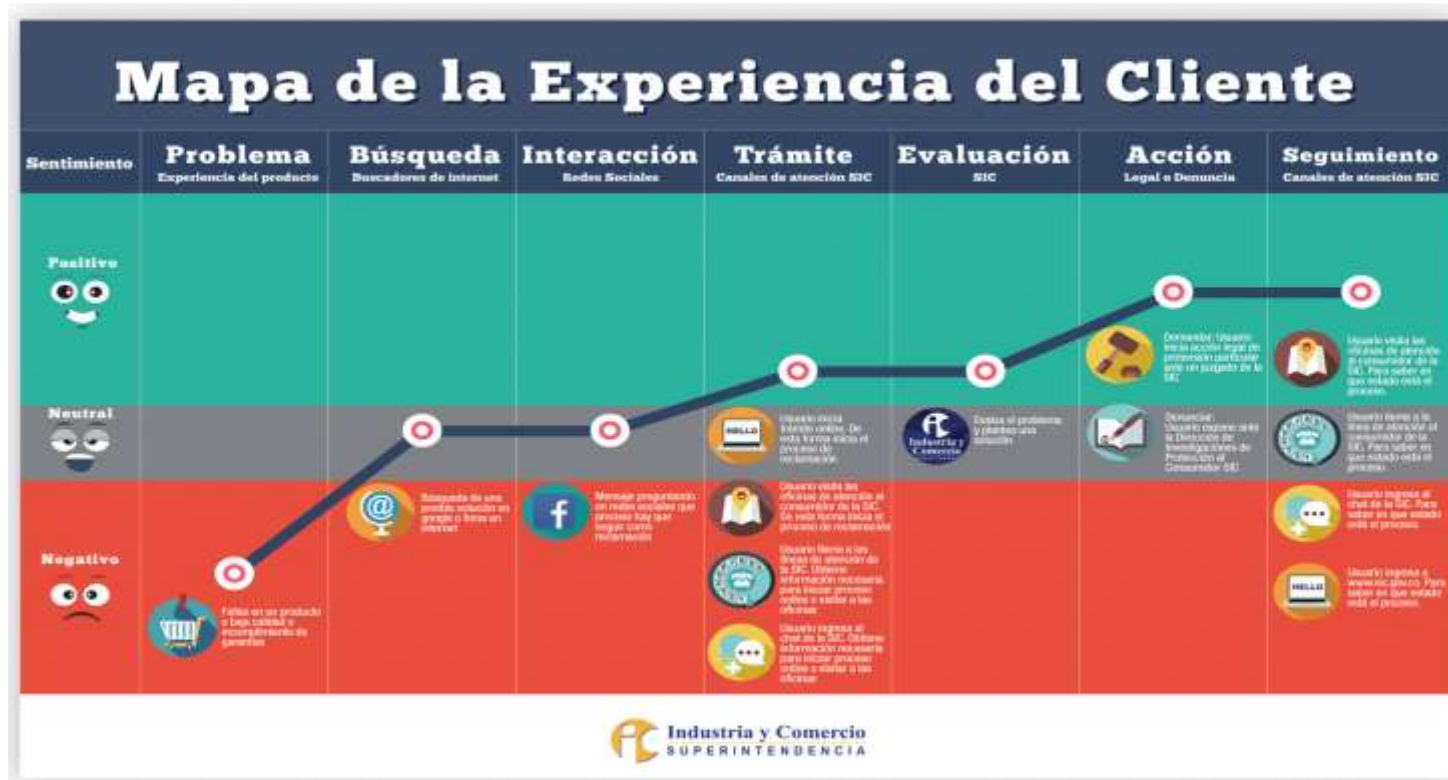 Mapa de la Experiencia del Cliente
Sentimiento
Problema
Experiencia del producto
Búsqueda
Buscadores de internet
Interacción
Redes Sociales
Trámite
Canales de atención SIC
Evaluación
SIC
Acción
Legal o Denuncia
Seguimiento
Canales de atención SIC
Positivo
Neutral
Negativo
Fallas en un producto
o baja calidad o
incumplimiento de
garantías
Búsqueda de una
posible solución en
google o foros en
internet
Mensaje preguntando
en redes sociales que
proceso hay que
seguir como
reclamación
HELLO
Usuario inicia
trámite online. De
esta forma inicia el
proceso de
reclamación.
Usuario visita las
oficinas de atención al
consumidor de la SIC.
De esta forma inicia el
proceso de reclamación
Usuario llama a las
líneas de atención de
la SIC. Obtiene
información necesaria
para iniciar proceso
online o visitar a las
oficinas
Usuario ingresa al
chat de la SIC. Obtiene
información necesaria
para iniciar proceso
online o visitar a las
oficinas
Industria y
Comercio
Evalúa el problema
y plantea una
solución
Demandar: Usuario
inicia acción legal de
pretensión particular
ante un juzgado de la
SIC
Denunciar:
Usuario expone ante
la Dirección de
Investigaciones de
Protección al
Consumidor SIC
Usuario visita las
oficinas de atención
al consumidor de la
SIC. Para saber en
que estado está el
proceso.
Usuario llama a la
línea de atención al
consumidor de la
SIC. Para saber en
que estado está el
proceso.
Usuario ingresa al
chat de la SIC. Para
saber en que estado
está el proceso.
HELLO
Usuario ingresa a
www.sic.gov.co. Para
saber en que estado
está el proceso.
Industria y Comercio
SUPERINTENDENCIA